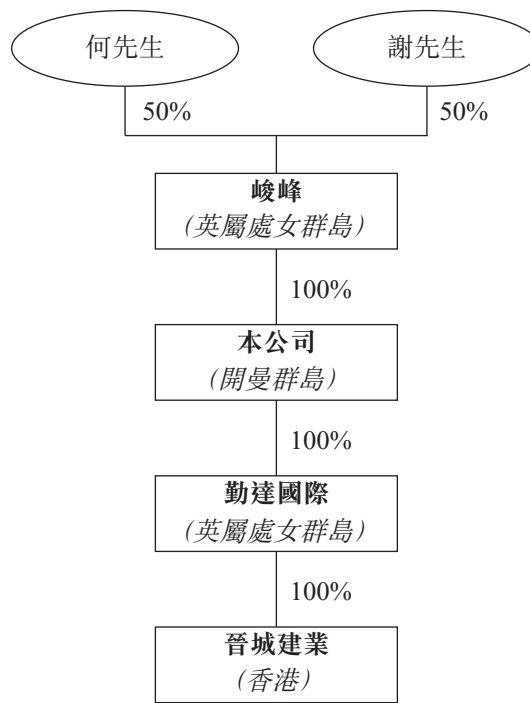 何先生
謝先生
50%
50%
峻峰
(英屬處女群島)
100%
本公司
(開曼群島)
100%
勤達國際
(英屬處女群島)
100%
晉城建業
(香港)